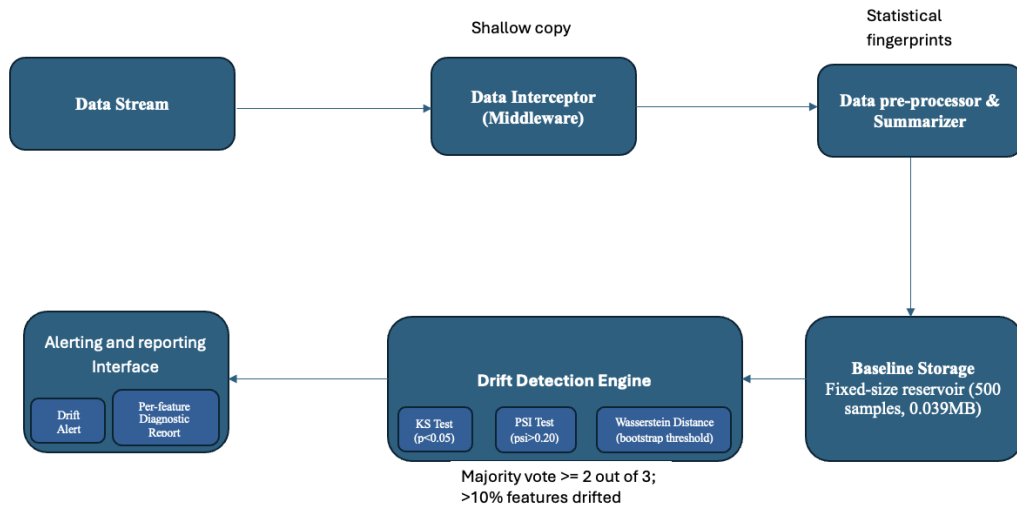 Shallow copy
Statistical
fingerprints
Data Stream
Data Interceptor
(Middleware)
Data pre-processor &
Summarizer
Alerting and reporting
Interface
Drift
Alert
Per-feature
Diagnostic
Report
Drift Detection Engine
KS Test
(p<0.05)
PSI Test
(psi>0.20)
Wasserstein Distance
(bootstrap threshold)
Baseline Storage
Fixed-size reservoir (500
samples, 0.039MB)
Majority vote >= 2 out of 3;
>10% features drifted